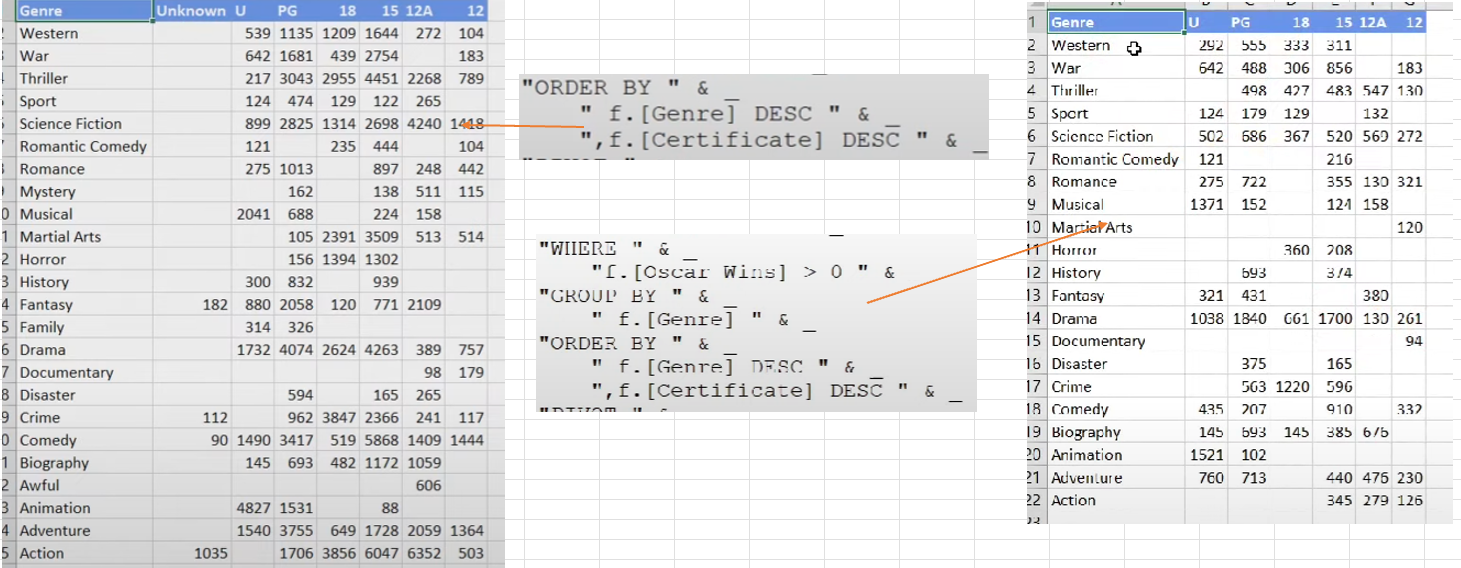 Genre Unknown U PG 18 15 12A 12
Western 539 1135 1209 1644 272 104
War 642 1681 439 2754 183
Thriller 217 3043 2955 4451 2268 789
Sport 124 474 129 122 265
Science Fiction 899 2825 1314 2698 4240 1418
Romantic Comedy 121 235 444 104
Romance 275 1013 897 248 442
Mystery 162 138 511 115
Musical 2041 688 224 158
Martial Arts 105 2391 3509 513 514
Horror 156 1394 1302
History 300 832 939
Fantasy 182 880 2058 120 771 2109
Family 314 326
Drama 1732 4074 2624 4263 389 757
Documentary 98 179
Disaster 594 165 265
Crime 112 962 3847 2366 241 117
Comedy 90 1490 3417 519 5868 1409 1444
Biography 145 693 482 1172 1059
Awful 606
Animation 4827 1531 88
Adventure 1540 3755 649 1728 2059 1364
Action 1035 1706 3856 6047 6352 503
"ORDER BY " & _
" f.[Genre] DESC " & _
",f.[Certificate] DESC " & _
"WHERE " & _
"f.[Oscar Wins] > 0 " &
"GROUP BY " & _
" f.[Genre] " & _
"ORDER BY " & _
" f.[Genre] DESC " & _
",f.[Certificate] DESC " & _
1 Genre U PG 18 15 12A 12
2 Western 292 555 333 311
3 War 642 488 306 856 183
4 Thriller 498 427 483 547 130
5 Sport 124 179 129 132
6 Science Fiction 502 686 367 520 569 272
7 Romantic Comedy 121 216
8 Romance 275 722 355 130 321
9 Musical 1371 152 124 158
10 Martial Arts 120
11 Horror 360 208
12 History 693 374
13 Fantasy 321 431 380
14 Drama 1038 1840 661 1700 130 261
15 Documentary 94
16 Disaster 375 165
17 Crime 563 1220 596
18 Comedy 435 207 910 332
19 Biography 145 693 145 385 676
20 Animation 1521 102
21 Adventure 760 713 440 476 230
22 Action 345 279 126